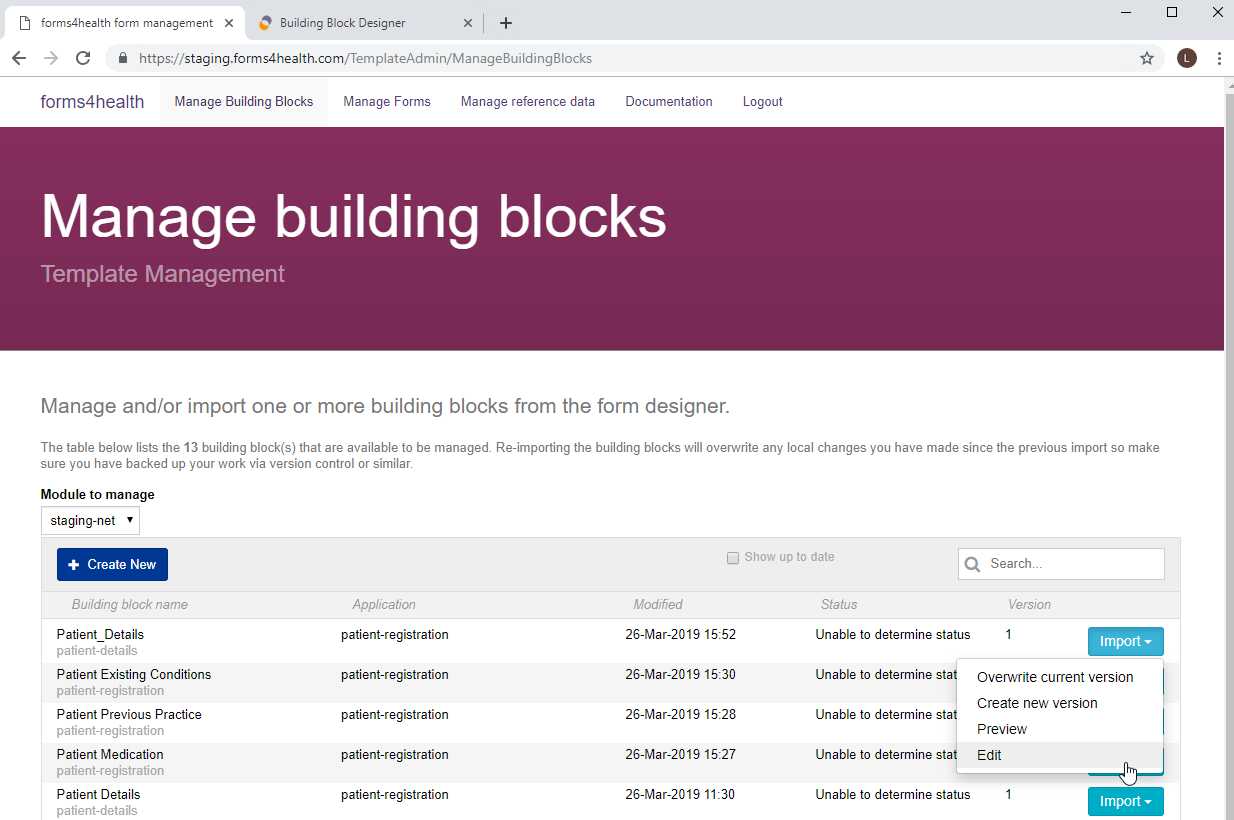 forms4health form management
Building Block Designer
https://staging.forms4health.com/TemplateAdmin/ManageBuildingBlocks
L
forms4health Manage Building Blocks Manage Forms Manage reference data Documentation Logout
Manage building blocks
Template Management
Manage and/or import one or more building blocks from the form designer.
The table below lists the 13 building block(s) that are available to be managed. Re-importing the building blocks will overwrite any local changes you have made since the previous import so make
sure you have backed up your work via version control or similar.
Module to manage
staging-net
Create New Show up to date Search...
Building block name Application Modified Status Version
Patient_Details patient-registration 26-Mar-2019 15:52 Unable to determine status 1 Import
patient-details
Overwrite current version
Patient Existing Conditions patient-registration 26-Mar-2019 15:30 Unable to determine stat
patient-registration
Create new version
Patient Previous Practice patient-registration 26-Mar-2019 15:28 Unable to determine stat
patient-registration
Preview
Patient Medication patient-registration 26-Mar-2019 15:27 Unable to determine stat
Edit
patient-registration
Patient Details patient-registration 26-Mar-2019 11:30 Unable to determine status 1 Import
patient-details